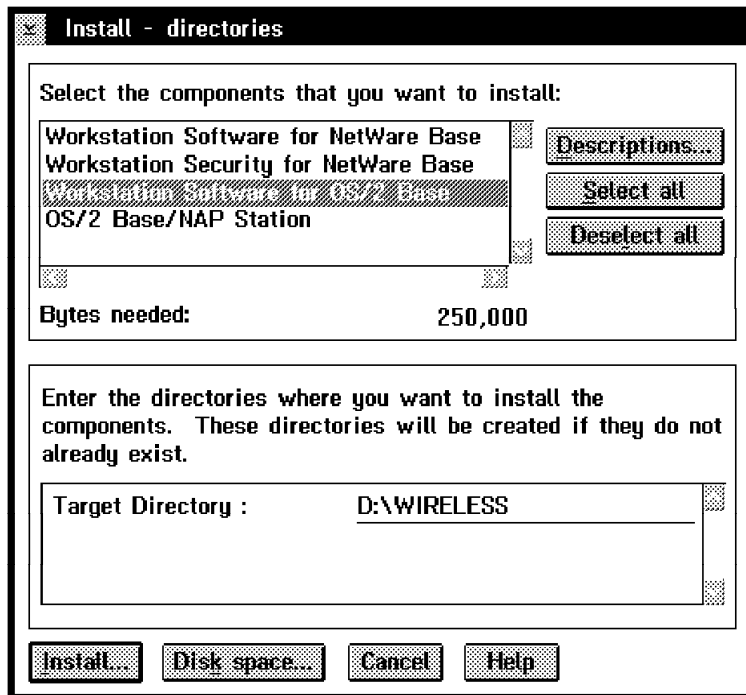 Install - directories
Select the components that you want to install:
Workstation Software for NetWare Base
Workstation Security for NetWare Base
Workstation Software for OS/2 Base
OS/2 Base/NAP Station
Descriptions...
Select all
Deselect all
Bytes needed: 250,000
Enter the directories where you want to install the
components. These directories will be created if they do not
already exist.
Target Directory : D:\WIRELESS
Install... Disk space... Cancel Help